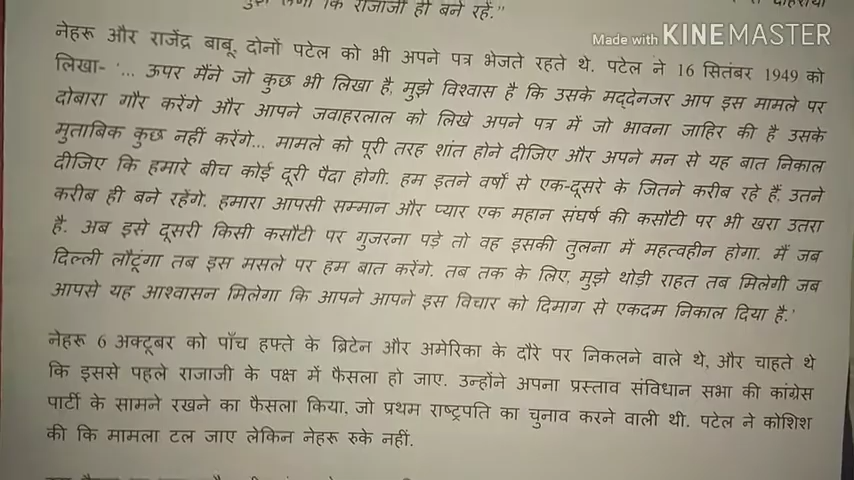 Made with KINEMASTER
कि राजाजी ही बने रहें."
नेहरू और राजेंद्र बाबू, दोनों पटेल को भी अपने पत्र भेजते रहते थे. पटेल ने 16 सितंबर 1949 को
लिखा- '... ऊपर मैंने जो कुछ भी लिखा है, मुझे विश्वास है कि उसके मद्देनजर आप इस मामले पर
दोबारा गौर करेंगे और आपने जवाहरलाल को लिखे अपने पत्र में जो भावना जाहिर की है उसके
मुताबिक कुछ नहीं करेंगे... मामले को पूरी तरह शांत होने दीजिए और अपने मन से यह बात निकाल
दीजिए कि हमारे बीच कोई दूरी पैदा होगी. हम इतने वर्षों से एक-दूसरे के जितने करीब रहे हैं, उतने
करीब ही बने रहेंगे. हमारा आपसी सम्मान और प्यार एक महान संघर्ष की कसौटी पर भी खरा उतरा
है. अब इसे दूसरी किसी कसौटी पर गुजरना पड़े तो वह इसकी तुलना में महत्वहीन होगा. मैं जब
दिल्ली लौटूंगा तब इस मसले पर हम बात करेंगे. तब तक के लिए, मुझे थोड़ी राहत तब मिलेगी जब
आपसे यह आश्वासन मिलेगा कि आपने आपने इस विचार को दिमाग से एकदम निकाल दिया है.'
नेहरू 6 अक्टूबर को पाँच हफ्ते के ब्रिटेन और अमेरिका के दौरे पर निकलने वाले थे, और चाहते थे
कि इससे पहले राजाजी के पक्ष में फैसला हो जाए. उन्होंने अपना प्रस्ताव संविधान सभा की कांग्रेस
पार्टी के सामने रखने का फैसला किया, जो प्रथम राष्ट्रपति का चुनाव करने वाली थी. पटेल ने कोशिश
की कि मामला टल जाए लेकिन नेहरू रुके नहीं.